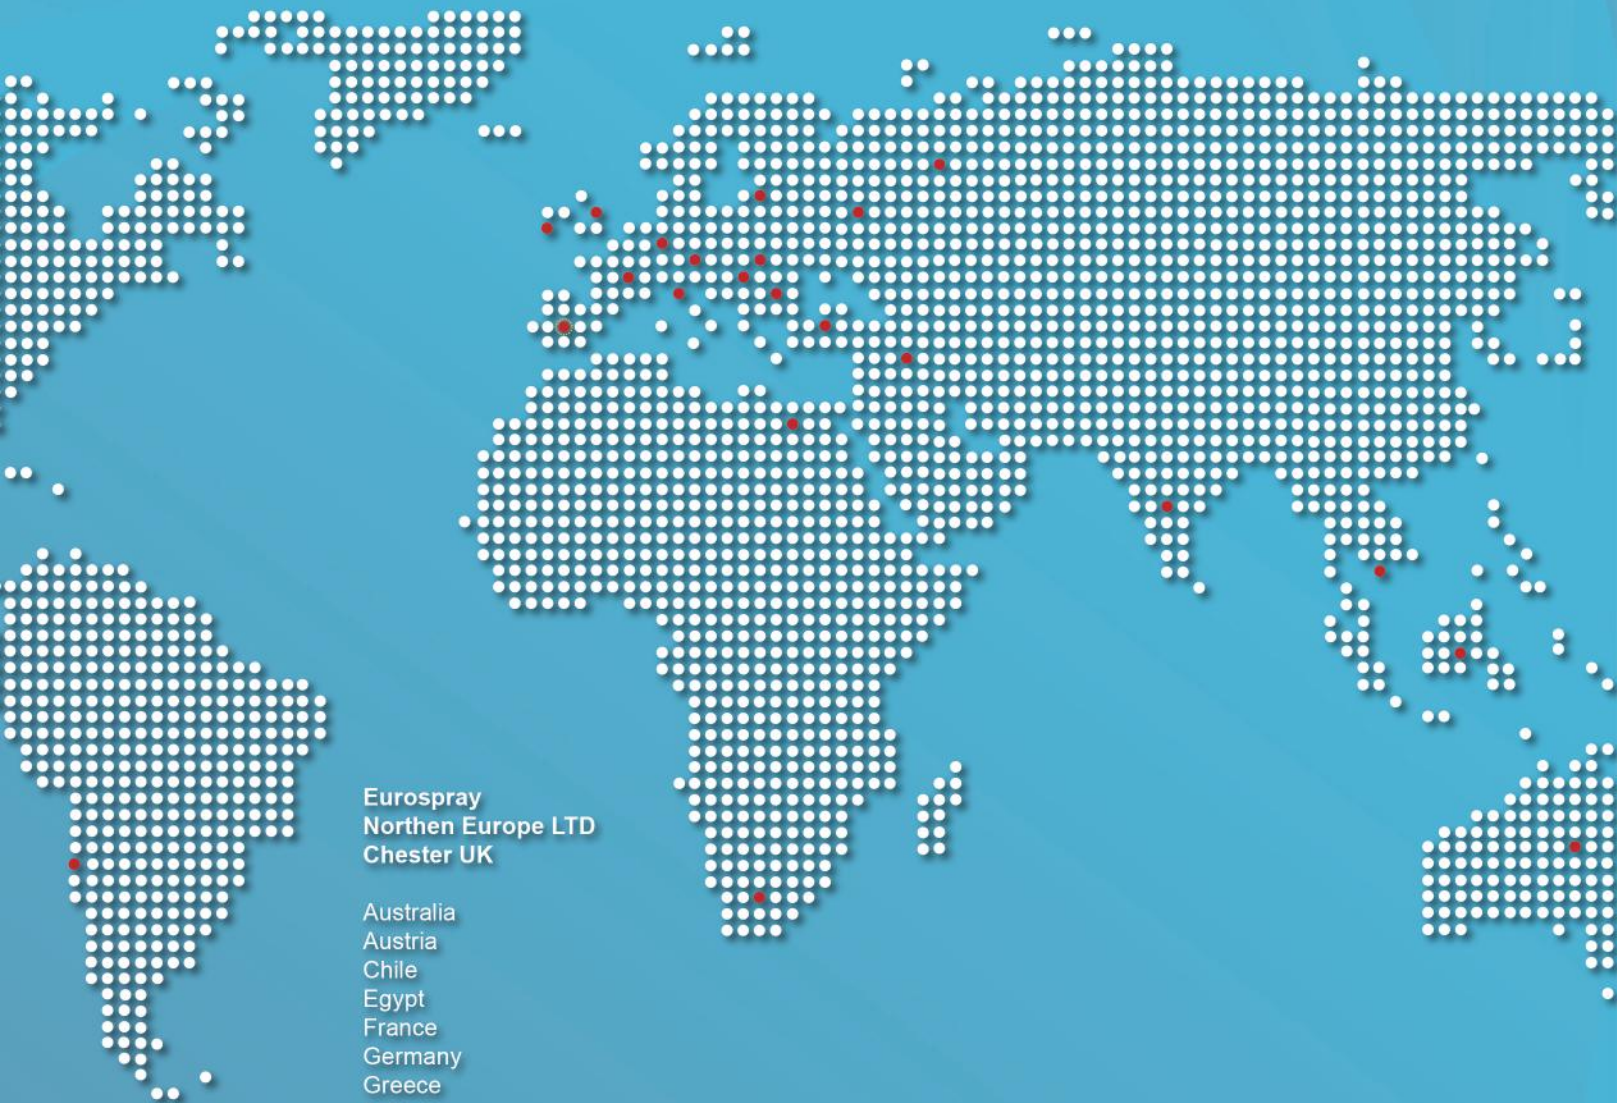 Eurospray
Northen Europe LTD
Chester UK
Australia
Austria
Chile
Egypt
France
Germany
Greece